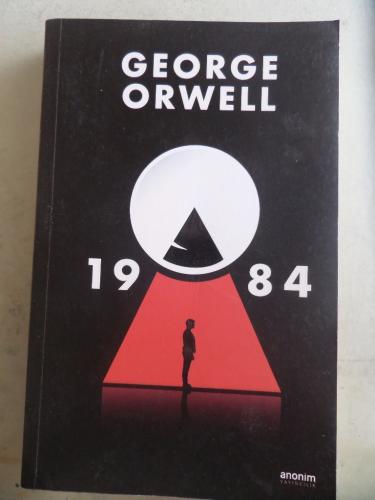 GEORGE
ORWELL
19 84
anonim
YAYINCILIK